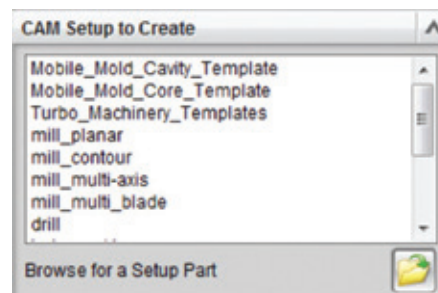 CAM Setup to Create
Mobile_Mold_Cavity_Template
Mobile_Mold_Core_Template
Turbo_Machinery_Templates
mill_planar
mill_contour
mill_multi-axis
mill_multi_blade
drill
Browse for a Setup Part